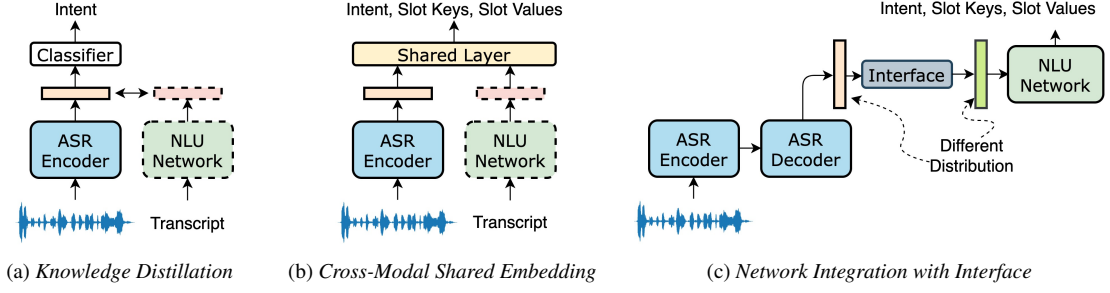 Intent
Classifier
ASR
Encoder
NLU
Network
Transcript
(a) Knowledge Distillation
Intent, Slot Keys, Slot Values
Shared Layer
ASR
Encoder
NLU
Network
Transcript
(b) Cross-Modal Shared Embedding
Intent, Slot Keys, Slot Values
Interface
NLU
Network
ASR
Encoder
ASR
Decoder
Different
Distribution
(c) Network Integration with Interface